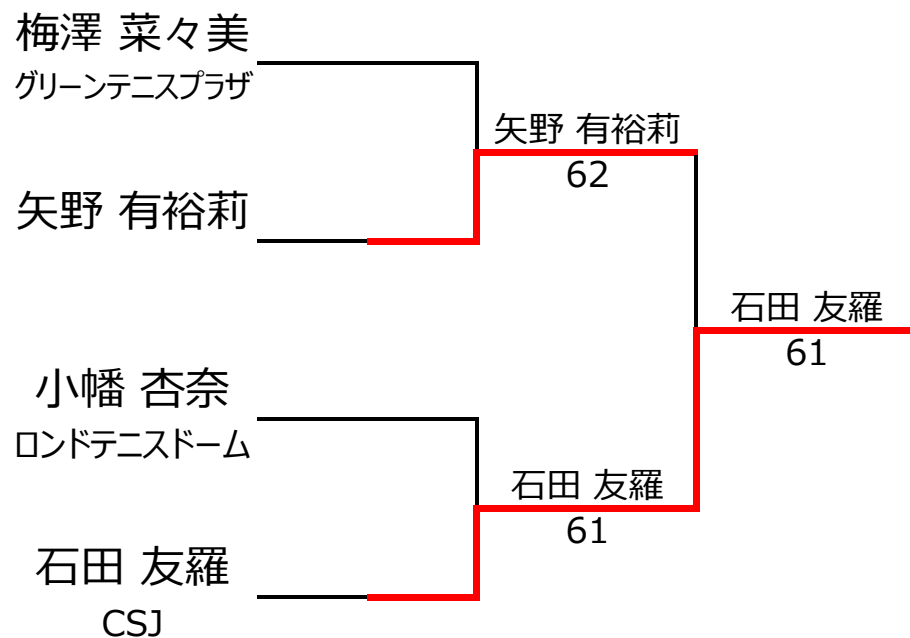 梅澤 菜々美
グリーンテニスプラザ
矢野 有裕莉
62
矢野 有裕莉
石田 友羅
61
小幡 杏奈
ロンドテニスドーム
石田 友羅
61
石田 友羅
CSJ